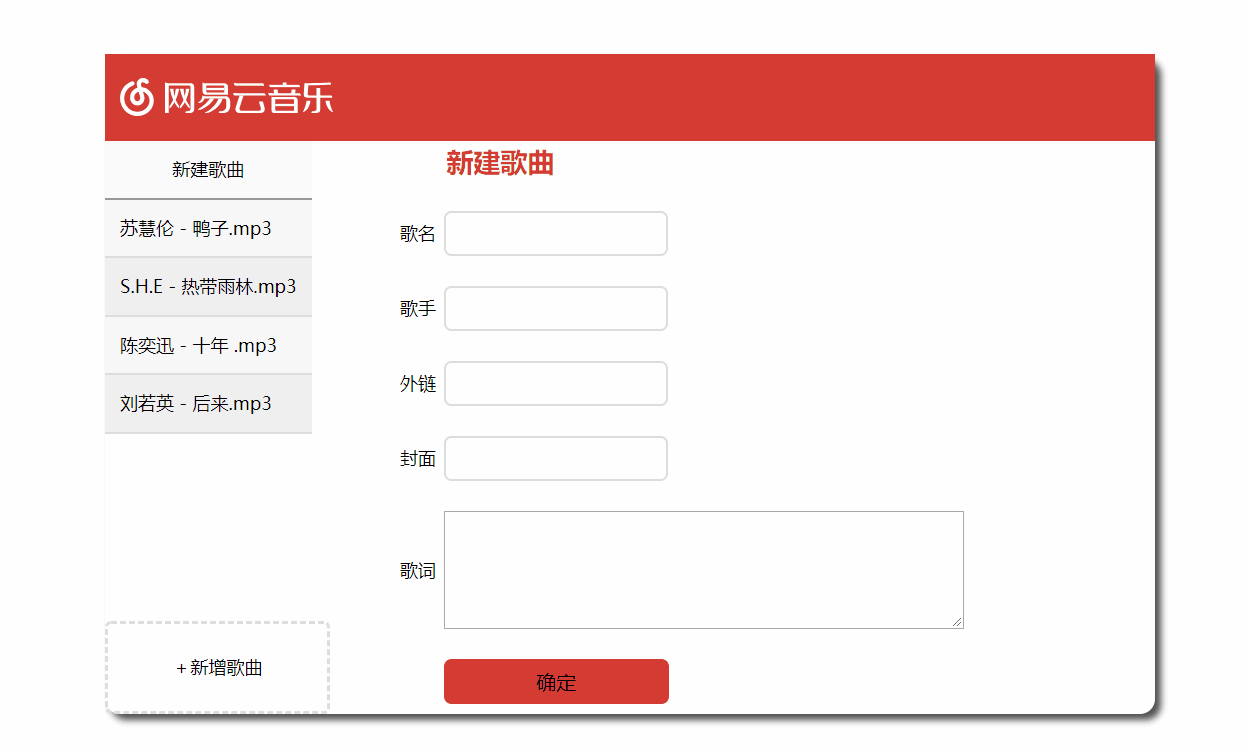 网易云音乐
新建歌曲
苏慧伦 - 鸭子.mp3
S.H.E - 热带雨林.mp3
陈奕迅 - 十年 .mp3
刘若英 - 后来.mp3
+ 新增歌曲
新建歌曲
歌名
歌手
外链
封面
歌词
确定